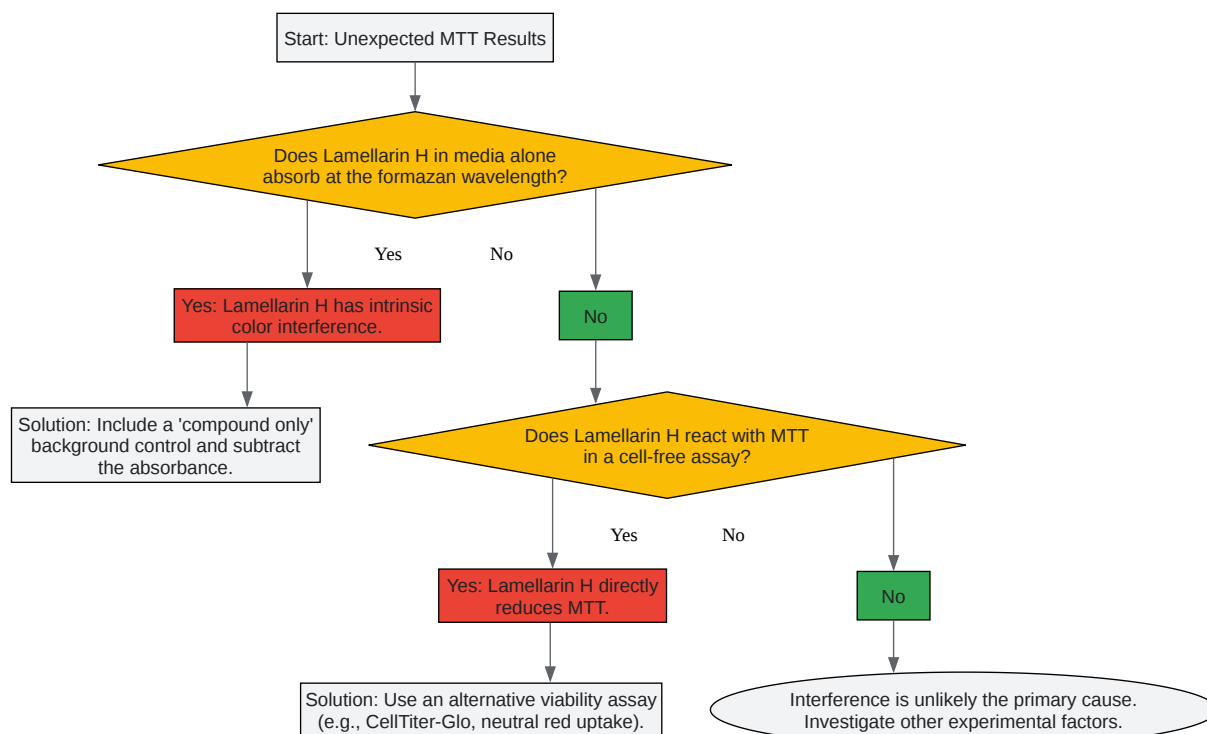 Start: Unexpected MTT Results
Does Lamellarin H in media alone
absorb at the formazan wavelength?
Yes
No
Yes: Lamellarin H has intrinsic
color interference.
No
Solution: Include a 'compound only'
background control and subtract
the absorbance.
Does Lamellarin H react with MTT
in a cell-free assay?
Yes
No
Yes: Lamellarin H directly
reduces MTT.
No
Solution: Use an alternative viability assay
(e.g., CellTiter-Glo, neutral red uptake).
Interference is unlikely the primary cause.
Investigate other experimental factors.